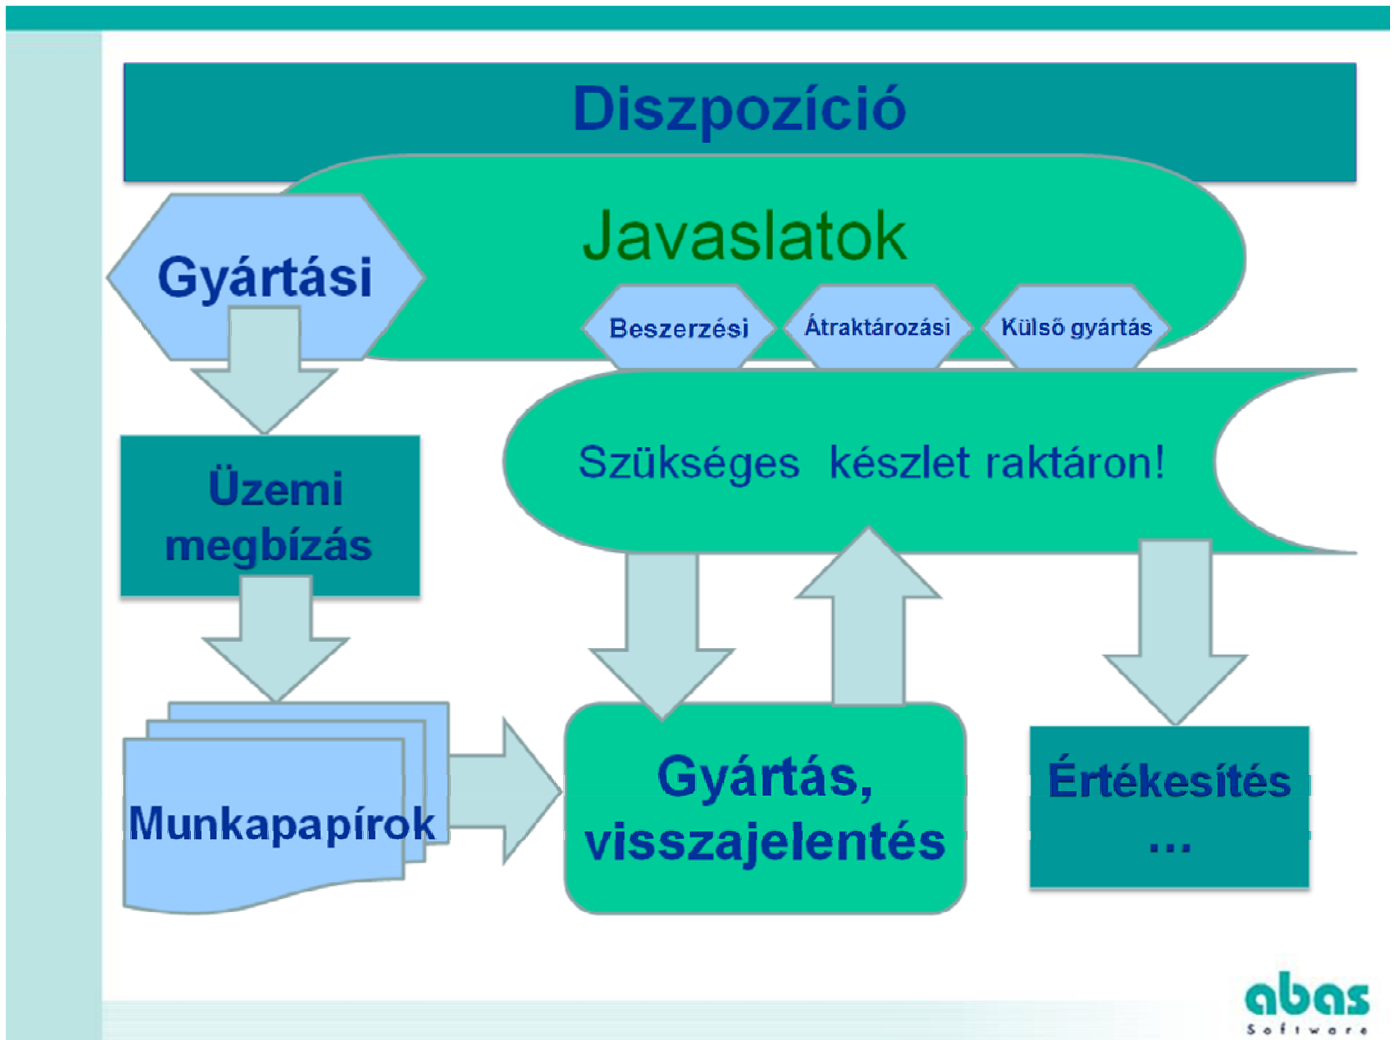 Diszpozíció
Javaslatok
Gyártási
Beszerzési
Átraktározási
Külső gyártás
Szükséges készlet raktáron!
Üzemi
megbízás
Munkapapírok
Gyártás,
visszajelentés
Értékesítés
...
abas
Software